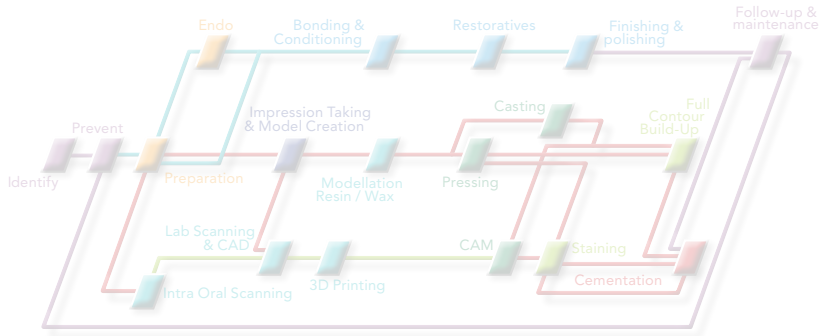 Endo
Bonding &
Conditioning
Restoratives
Finishing &
polishing
Follow-up &
maintenance
Prevent
Identify
Preparation
Impression Taking
& Model Creation
Modellation
Resin / Wax
Casting
Pressing
Full
Contour
Build-Up
Lab Scanning
& CAD
Intra Oral Scanning
3D Printing
CAM
Staining
Cementation